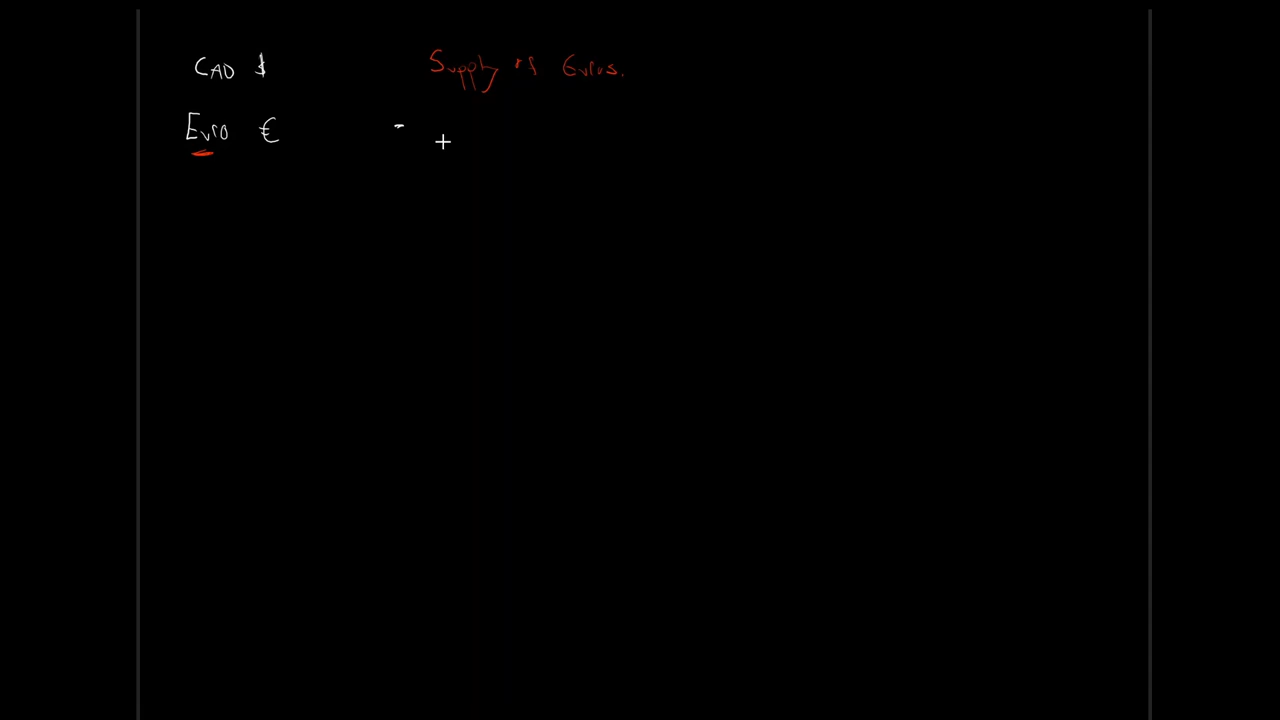 CAD $ Supply of Euros.
Euro € -